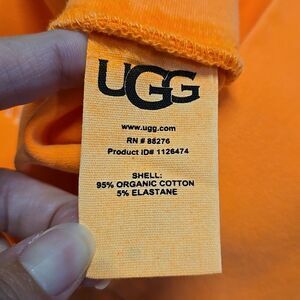 UGG
www.ugg.com
RN # 88276
Product ID# 1126474
SHELL:
95% ORGANIC COTTON
5% ELASTANE